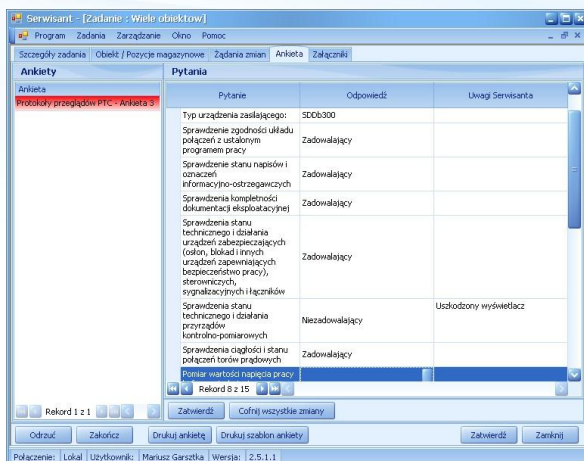 Serwisant - [Zadanie : Wiele obiektow]
Program Zadania Zarządzanie Okno Pomoc
Szczegóły zadania Obiekt / Pozycje magazynowe Żądania zmian Ankieta Załączniki
Ankiety
Ankieta
Protokoły przeglądów PTC - Ankieta 3
Pytania
Pytanie Odpowiedź Uwagi Serwisanta
Typ urządzenia zasilającego: SDDb300
Sprawdzenie zgodności układu
połączeń z ustalonym
programem pracy
Zadowalający
Sprawdzenie stanu napisów i
oznaczeń
informacyjno-ostrzegawczych
Zadowalający
Sprawdzenia kompletności
dokumentacji eksploatacyjnej
Zadowalający
Sprawdzenia stanu
technicznego i działania
urządzeń zabezpieczających
(osłon, blokad i innych
urządzeń zapewniających
bezpieczeństwo pracy),
sterowniczych,
sygnalizacyjnych i łączników
Zadowalający
Sprawdzenia stanu
technicznego i działania
przyrządów
kontrolno-pomiarowych
Niezadowalający
Uszkodzony wyświetlacz
Sprawdzenia ciągłości i stanu
połączeń torów prądowych
Zadowalający
Pomiar wartości napięcia pracy
Rekord 8 z 15
Rekord 1 z 1
Zatwierdź Cofnij wszystkie zmiany
Odrzuć Zakończ Drukuj ankietę Drukuj szablon ankiety Zatwierdź Zamknij
Połączenie: Lokal Użytkownik: Mariusz Garsztka Wersja: 2.5.1.1